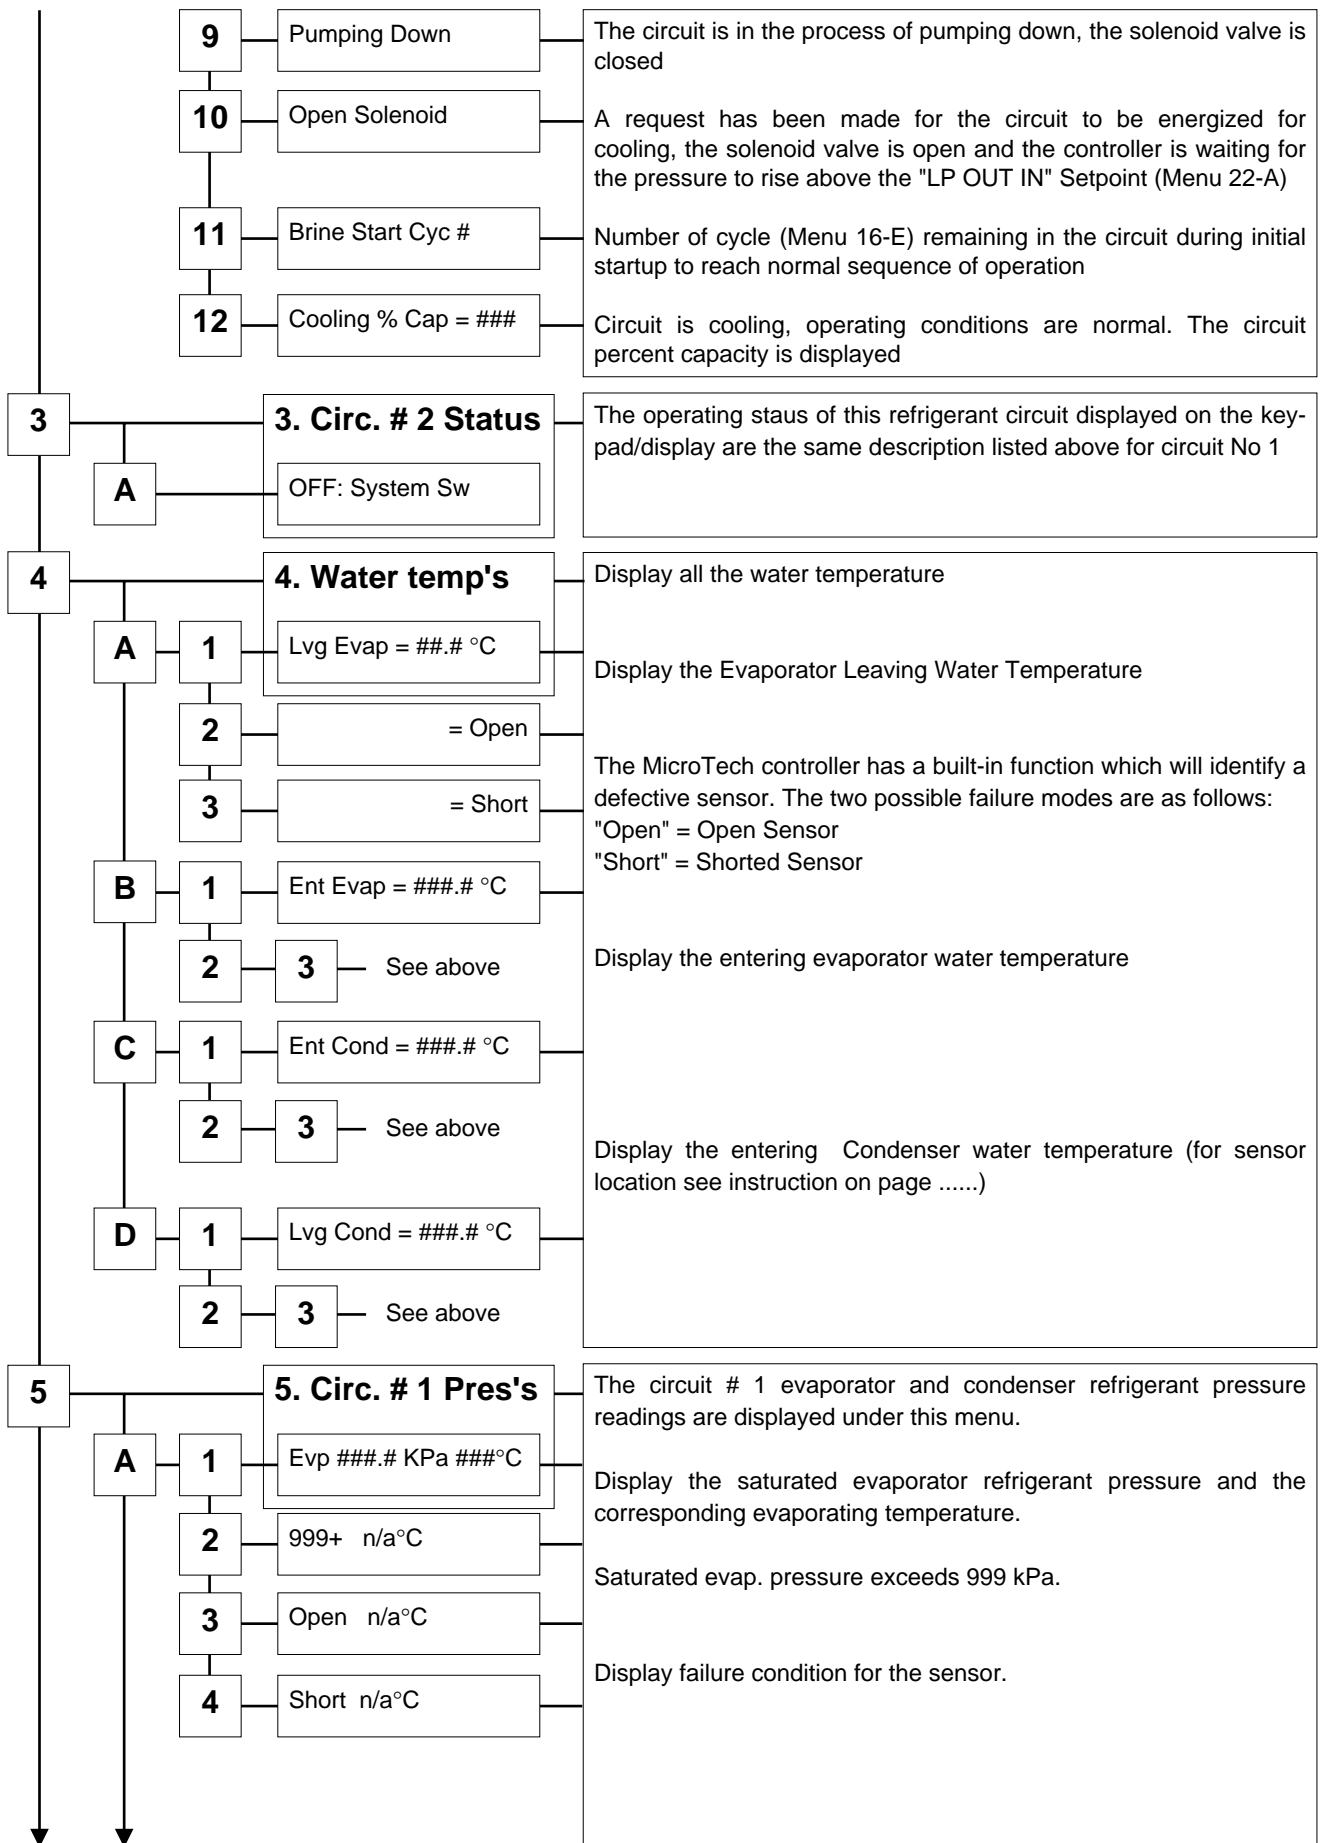 9 Pumping Down The circuit is in the process of pumping down, the solenoid valve is
closed
10 Open Solenoid A request has been made for the circuit to be energized for
cooling, the solenoid valve is open and the controller is waiting for
the pressure to rise above the "LP OUT IN" Setpoint (Menu 22-A)
11 Brine Start Cyc # Number of cycle (Menu 16-E) remaining in the circuit during initial
startup to reach normal sequence of operation
12 Cooling % Cap = ### Circuit is cooling, operating conditions are normal. The circuit
percent capacity is displayed
3 3. Circ. # 2 Status The operating staus of this refrigerant circuit displayed on the key-
pad/display are the same description listed above for circuit No 1
A OFF: System Sw
4 4. Water temp's Display all the water temperature
A 1 Lvg Evap = ##.# °C
Display the Evaporator Leaving Water Temperature
2 = Open
The MicroTech controller has a built-in function which will identify a
3 = Short defective sensor. The two possible failure modes are as follows:
"Open" = Open Sensor
"Short" = Shorted Sensor
B 1 Ent Evap = ###.# °C
2 3 See above Display the entering evaporator water temperature
C 1 Ent Cond = ###.# °C
2 3 See above
Display the entering Condenser water temperature (for sensor
location see instruction on page ......)
D 1 Lvg Cond = ###.# °C
2 3 See above
5 5. Circ. # 1 Pres's The circuit # 1 evaporator and condenser refrigerant pressure
readings are displayed under this menu.
A 1 Evp ###.# KPa ###°C
Display the saturated evaporator refrigerant pressure and the
corresponding evaporating temperature.
2 999+ n/a°C
Saturated evap. pressure exceeds 999 kPa.
3 Open n/a°C
Display failure condition for the sensor.
4 Short n/a°C